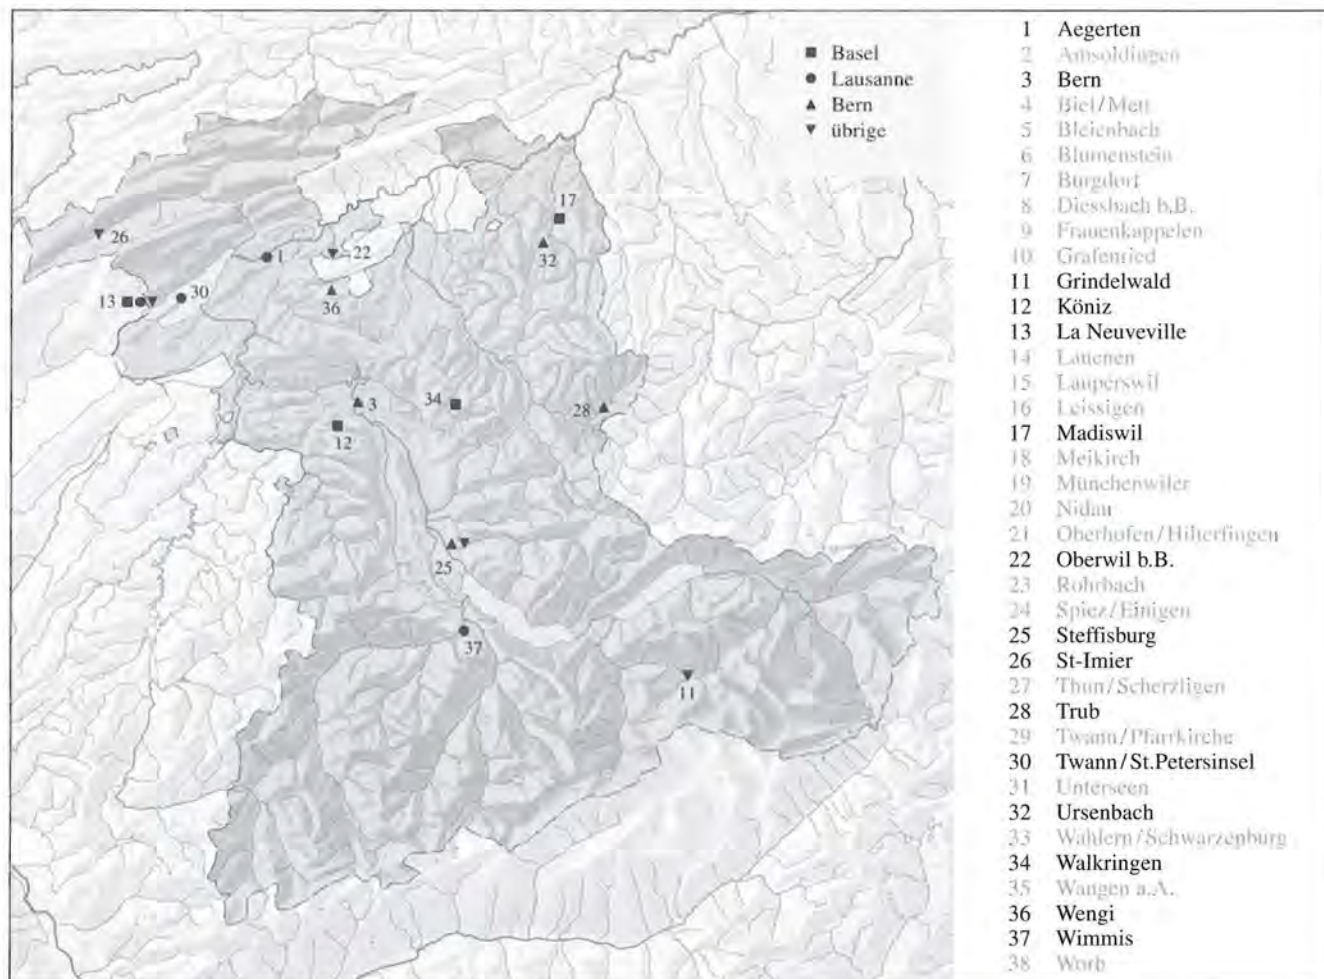 Basel
Lausanne
Bern
übrige
17
26
1
22
32
13
30
36
34
3
28
12
25
37
11
1 Aegerten
2 Amsoldingen
3 Bern
4 Biel/Mett
5 Bleienbach
6 Blumenstein
7 Burgdorf
8 Diessbach b.B.
9 Frauenkappelen
10 Grafenried
11 Grindelwald
12 Köniz
13 La Neuveville
14 Lauenen
15 Lauperswil
16 Leissigen
17 Madiswil
18 Meikirch
19 Münchenwiler
20 Nidau
21 Oberhofen/Hilterfingen
22 Oberwil b.B.
23 Rohrbach
24 Spiez/Einigen
25 Steffisburg
26 St-Imier
27 Thun/Scherzligen
28 Trub
29 Twann/Pfarrkirche
30 Twann/St.Petersinsel
31 Unterseen
32 Ursenbach
33 Wahlern/Schwarzenburg
34 Walkringen
35 Wangen a.A.
36 Wengi
37 Wimmis
38 Worb